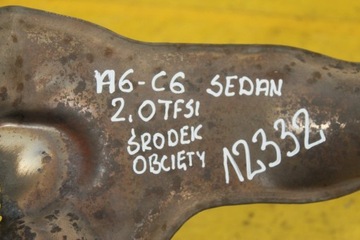 A6-C6 SEDAN
2.0TFSI
ŚRODEK
OBCIĘTY
12332